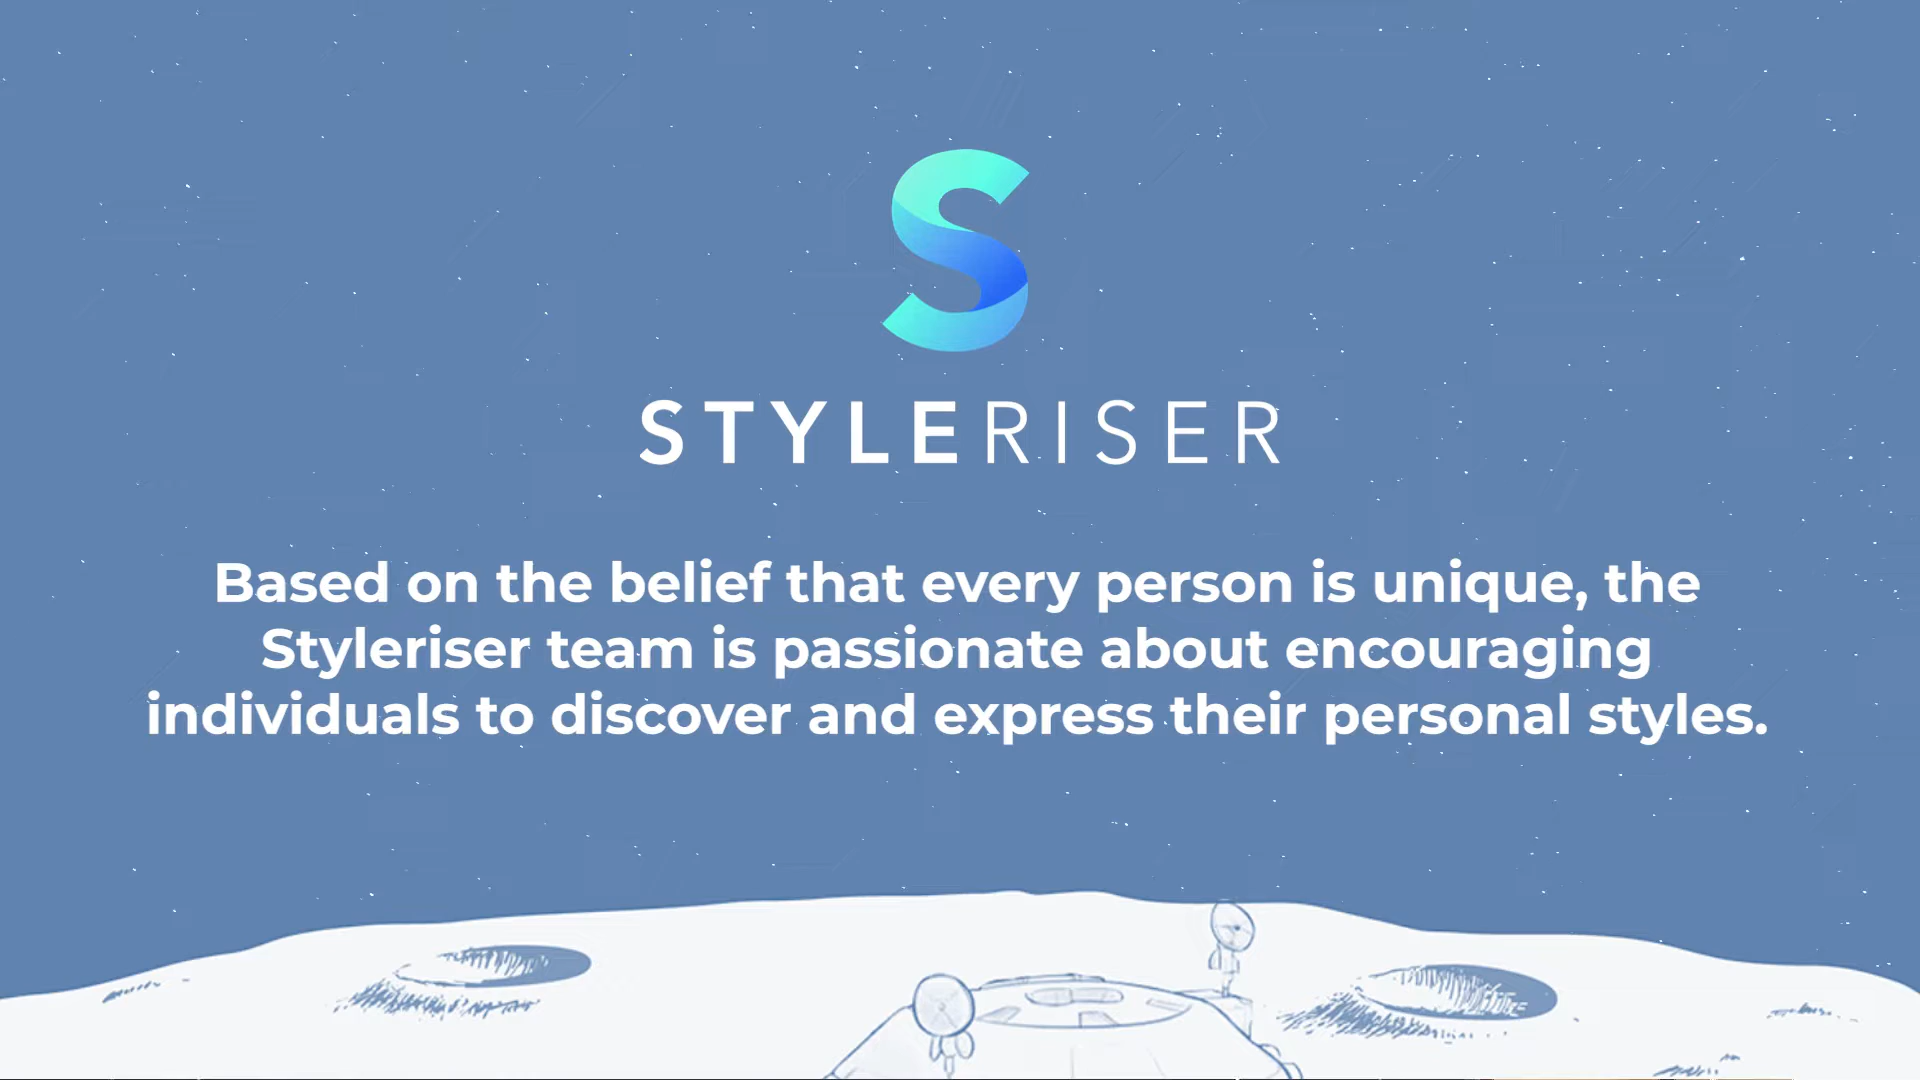 STYLERISER
Based on the belief that every person is unique, the
Styleriser team is passionate about encouraging
individuals to discover and express their personal styles.